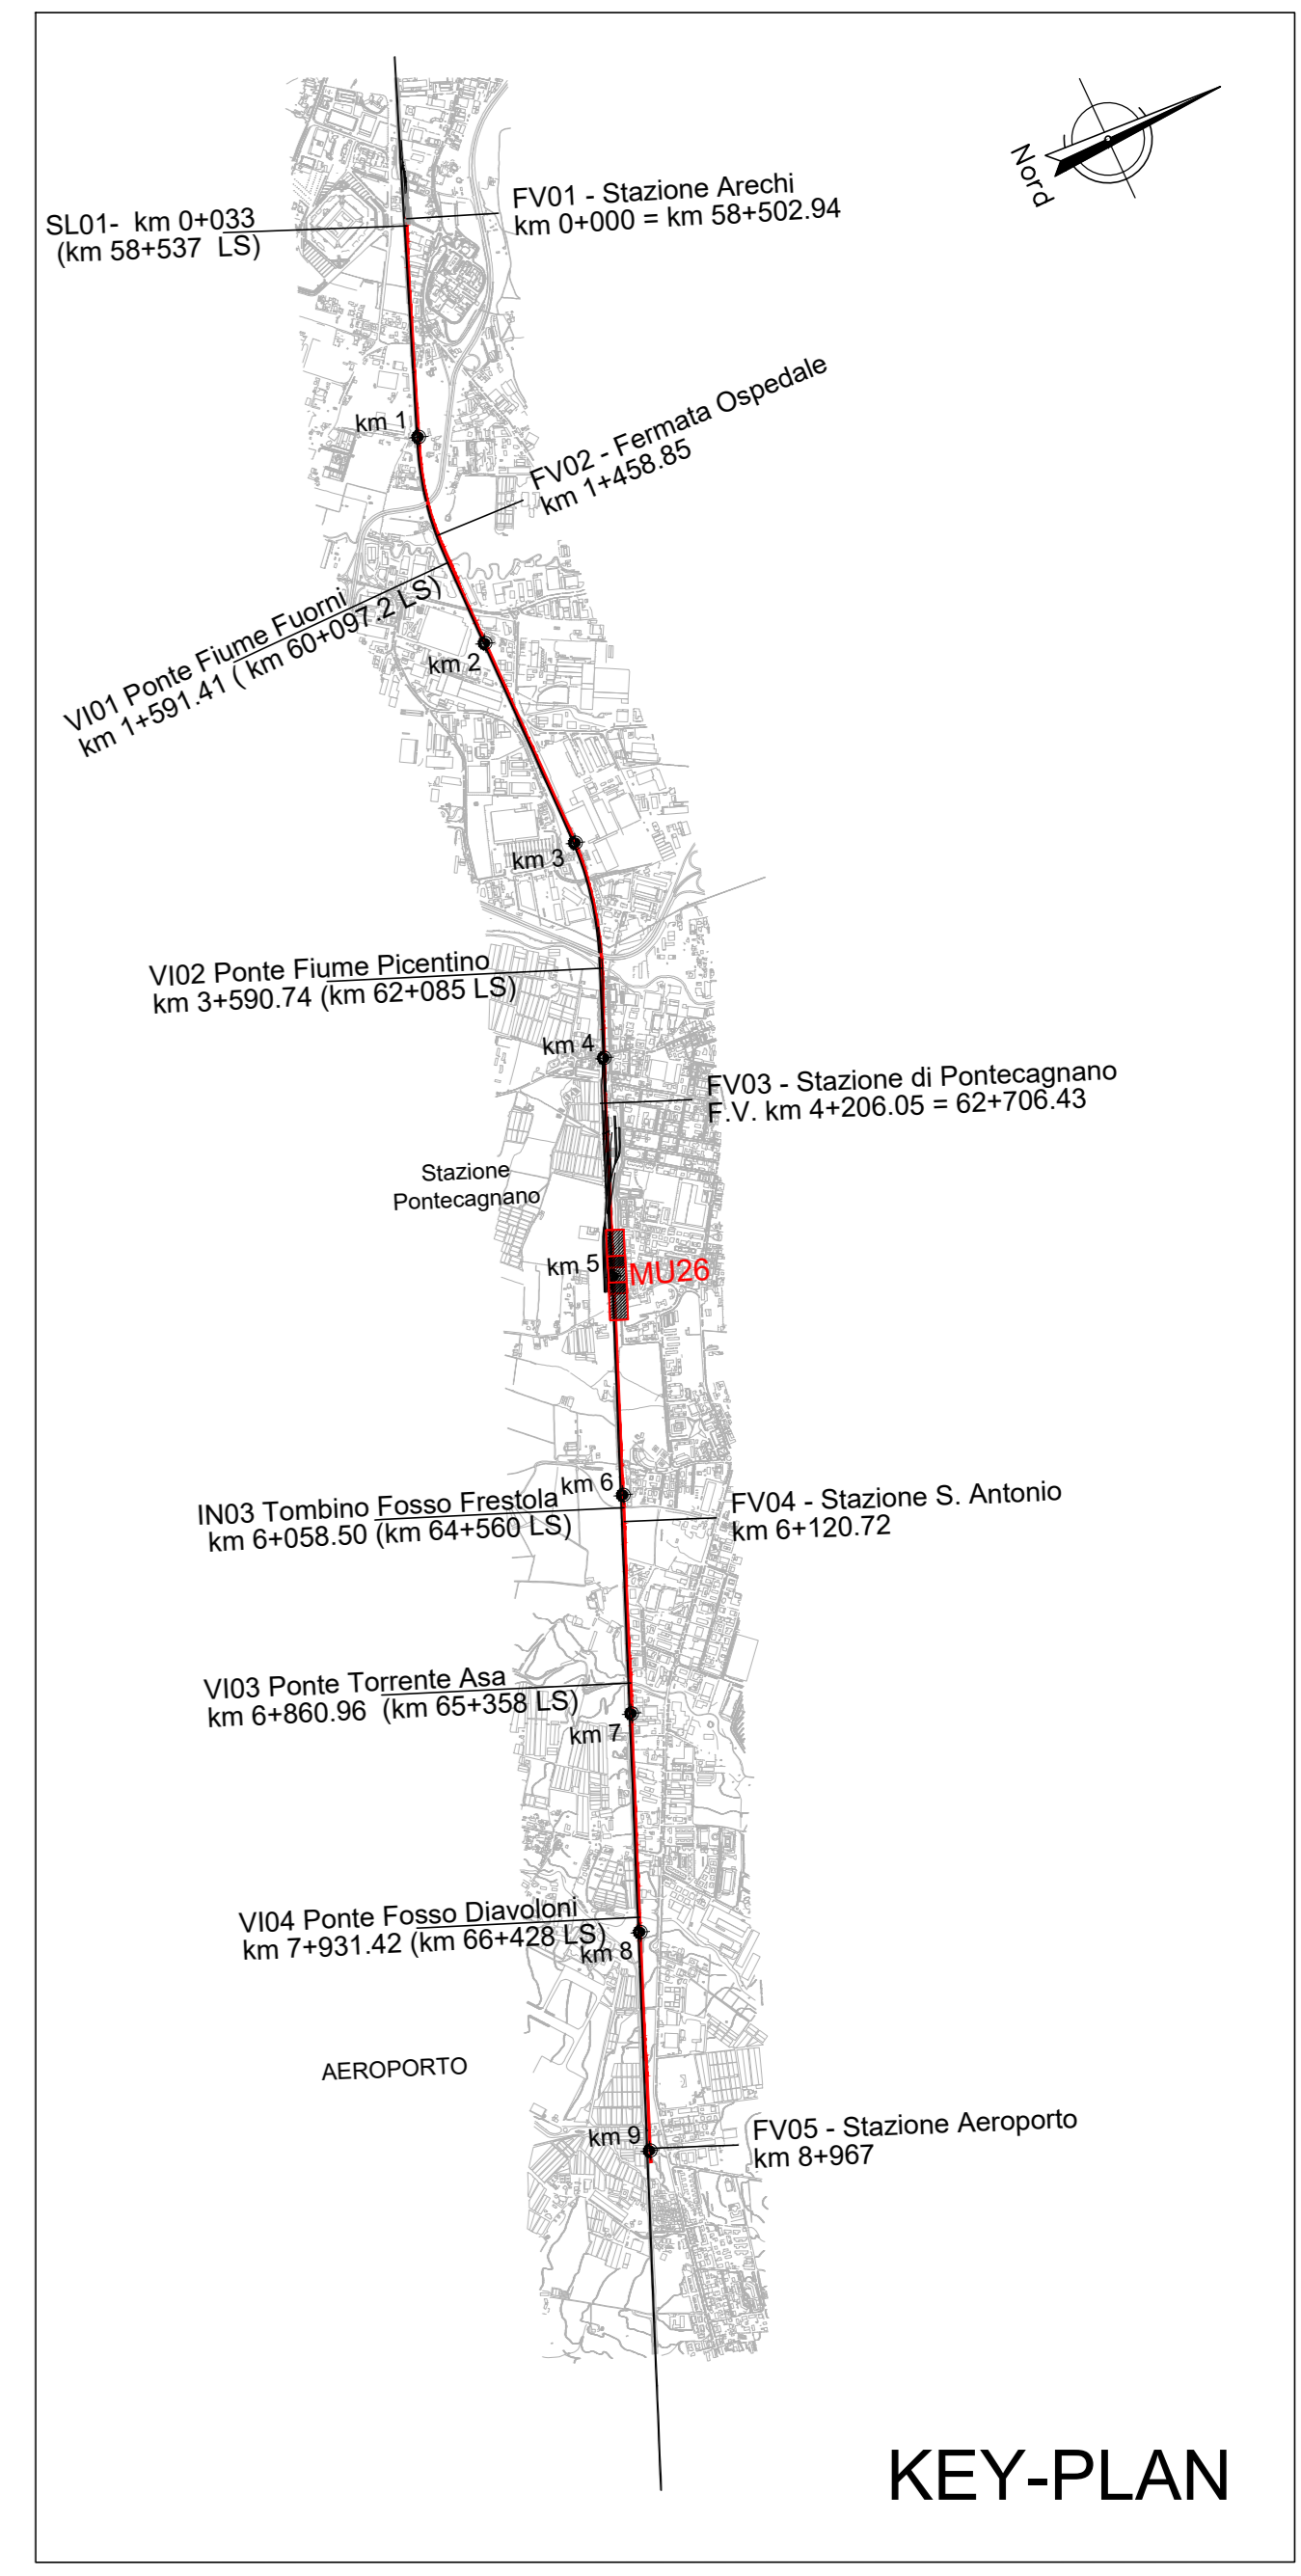 Nord
FV01 - Stazione Arechi
km 0+000 = km 58+502.94
SL01- km 0+033
(km 58+537 LS)
km 1
FV02 - Fermata Ospedale
km 1+458.85
VI01 Ponte Fiume Fuorni
km 1+591.41 ( km 60+097.2 LS)
km 2
km 3
VI02 Ponte Fiume Picentino
km 3+590.74 (km 62+085 LS)
km 4
FV03 - Stazione di Pontecagnano
F.V. km 4+206.05 = 62+706.43
Stazione
Pontecagnano
km 5
MU26
km 6
IN03 Tombino Fosso Frestola
km 6+058.50 (km 64+560 LS)
FV04 - Stazione S. Antonio
km 6+120.72
VI03 Ponte Torrente Asa
km 6+860.96 (km 65+358 LS)
km 7
VI04 Ponte Fosso Diavoloni
km 7+931.42 (km 66+428 LS)
km 8
AEROPORTO
km 9
FV05 - Stazione Aeroporto
km 8+967
KEY-PLAN